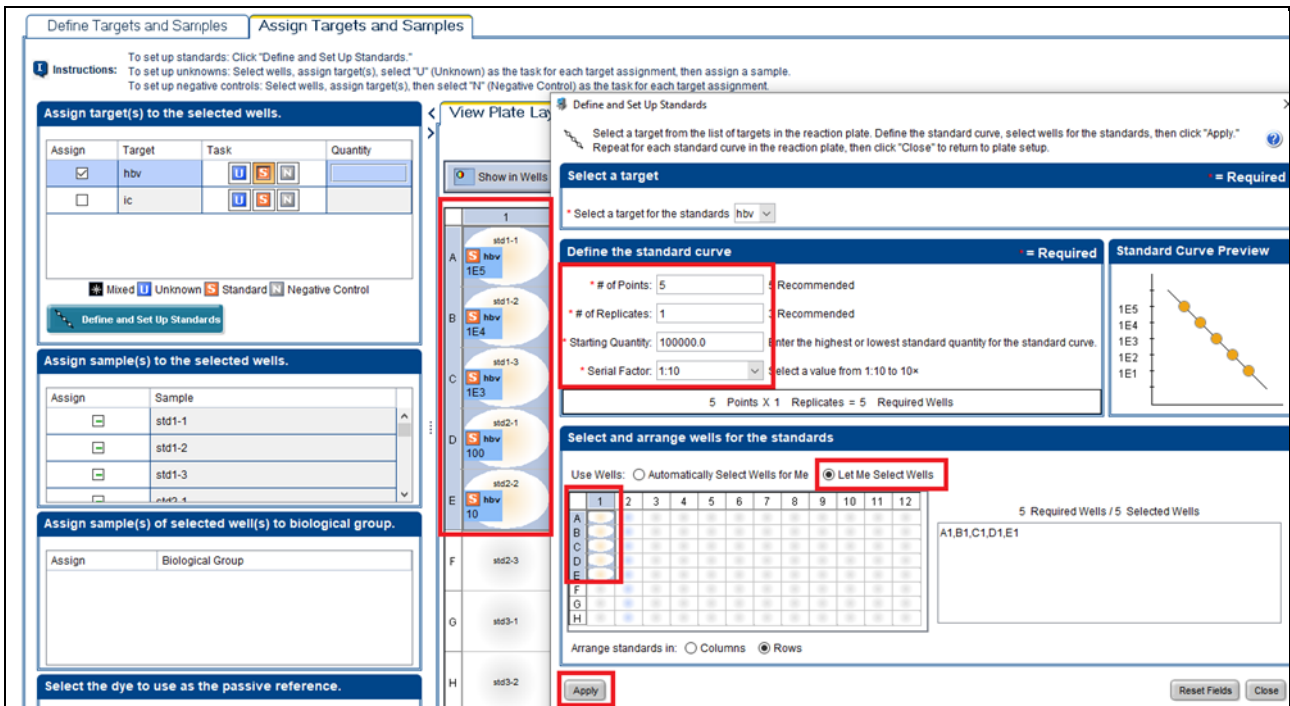 Define Targets and Samples
Assign Targets and Samples
Instructions:
To set up standards: Click "Define and Set Up Standards."
To set up unknowns: Select wells, assign target(s), select "U" (Unknown) as the task for each target assignment, then assign a sample.
To set up negative controls: Select wells, assign target(s), then select "N" (Negative Control) as the task for each target assignment.
Assign target(s) to the selected wells.
Assign Target Task Quantity
hbv U S N
ic U S N
Mixed U Unknown S Standard N Negative Control
Define and Set Up Standards
Assign sample(s) to the selected wells.
Assign Sample
std1-1
std1-2
std1-3
Assign sample(s) of selected well(s) to biological group.
Assign Biological Group
Select the dye to use as the passive reference.
View Plate Lay
Show in Wells
1
A std1-1
S hbv
1E5
B std1-2
S hbv
1E4
C std1-3
S hbv
1E3
D std2-1
S hbv
100
E std2-2
S hbv
10
F std2-3
G std3-1
H std3-2
Define and Set Up Standards
Select a target from the list of targets in the reaction plate. Define the standard curve, select wells for the standards, then click "Apply."
Repeat for each standard curve in the reaction plate, then click "Close" to return to plate setup.
Select a target * = Required
* Select a target for the standards hbv
Define the standard curve * = Required
* # of Points: 5 Recommended
* # of Replicates: 1 Recommended
* Starting Quantity: 100000.0 Enter the highest or lowest standard quantity for the standard curve.
* Serial Factor: 1:10 Select a value from 1:10 to 10×
5 Points X 1 Replicates = 5 Required Wells
Standard Curve Preview
1E5
1E4
1E3
1E2
1E1
Select and arrange wells for the standards
Use Wells: Automatically Select Wells for Me Let Me Select Wells
1 2 3 4 5 6 7 8 9 10 11 12
A
B
C
D
E
F
G
H
5 Required Wells / 5 Selected Wells
A1,B1,C1,D1,E1
Arrange standards in: Columns Rows
Apply
Reset Fields
Close